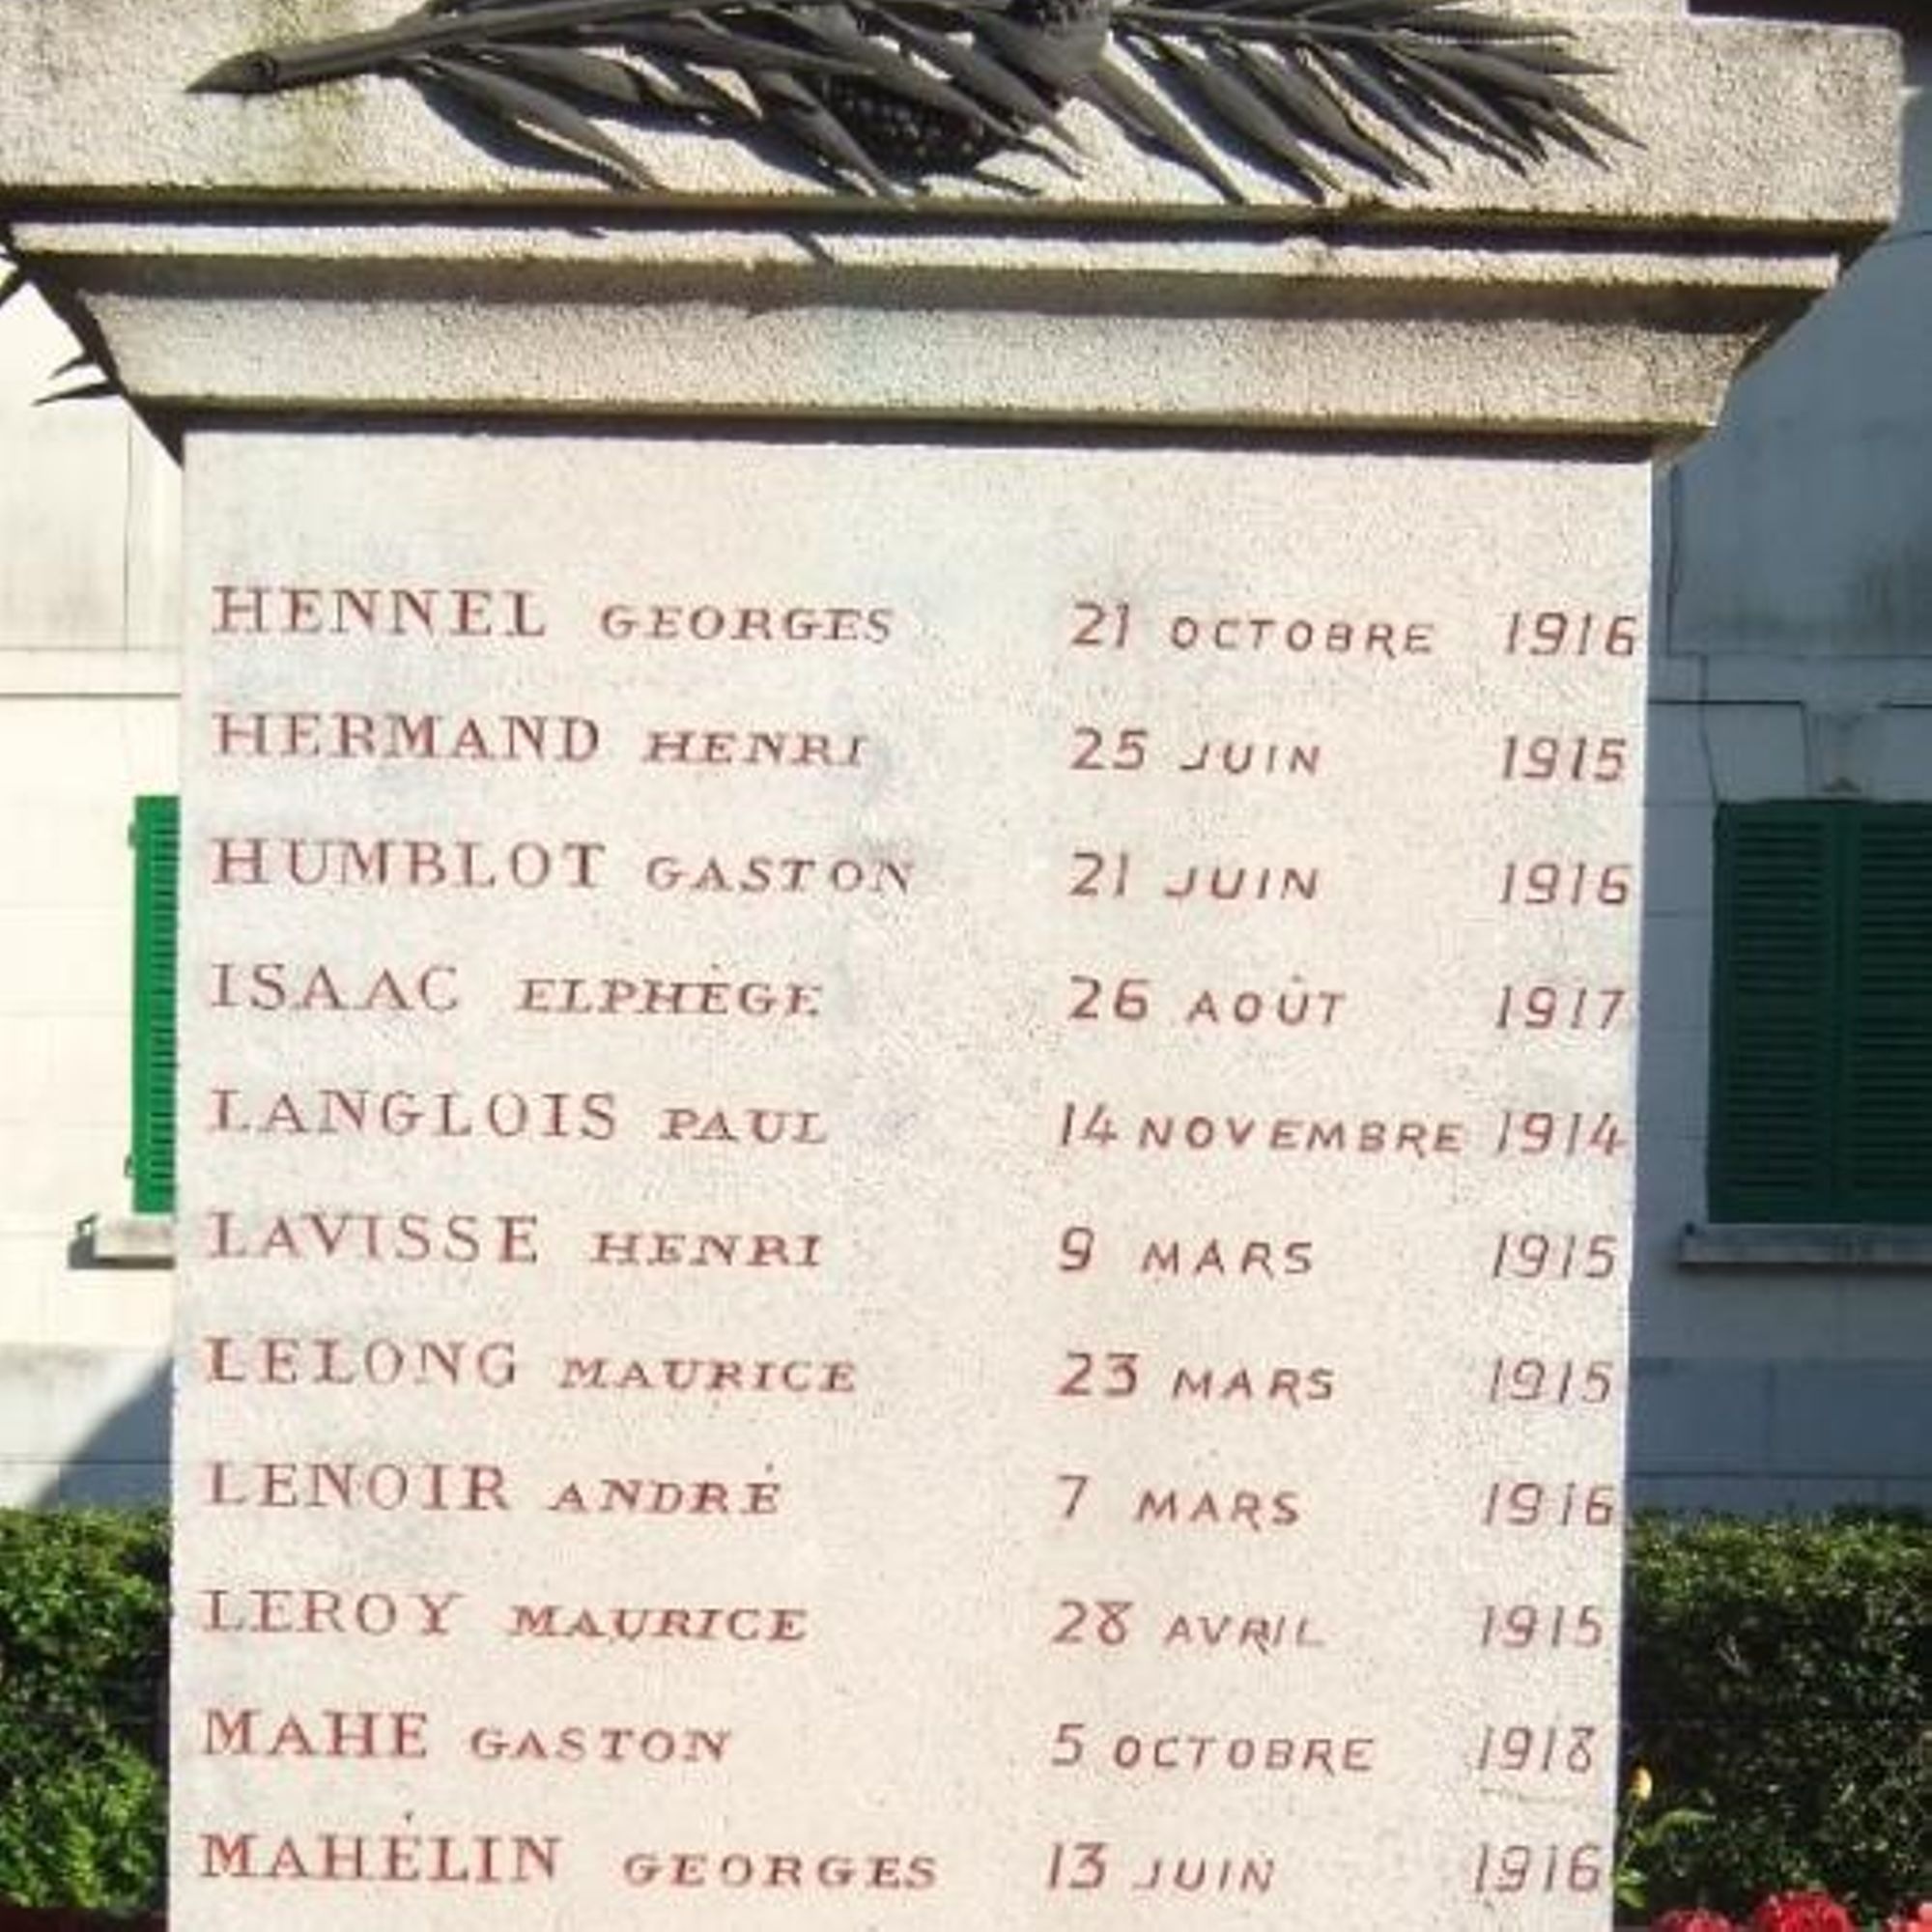 HENNEL GEORGES 21 OCTOBRE 1916
HERMAND HENRI 25 JUIN 1915
HUMBLOT GASTON 21 JUIN 1916
ISAAC ELPHÈGE 26 AOÛT 1917
LANGLOIS PAUL 14 NOVEMBRE 1914
LAVISSE HENRI 9 MARS 1915
LELONG MAURICE 23 MARS 1915
LENOIR ANDRÉ 7 MARS 1916
LEROY MAURICE 28 AVRIL 1915
MAHE GASTON 5 OCTOBRE 1918
MAHÉLIN GEORGES 13 JUIN 1916